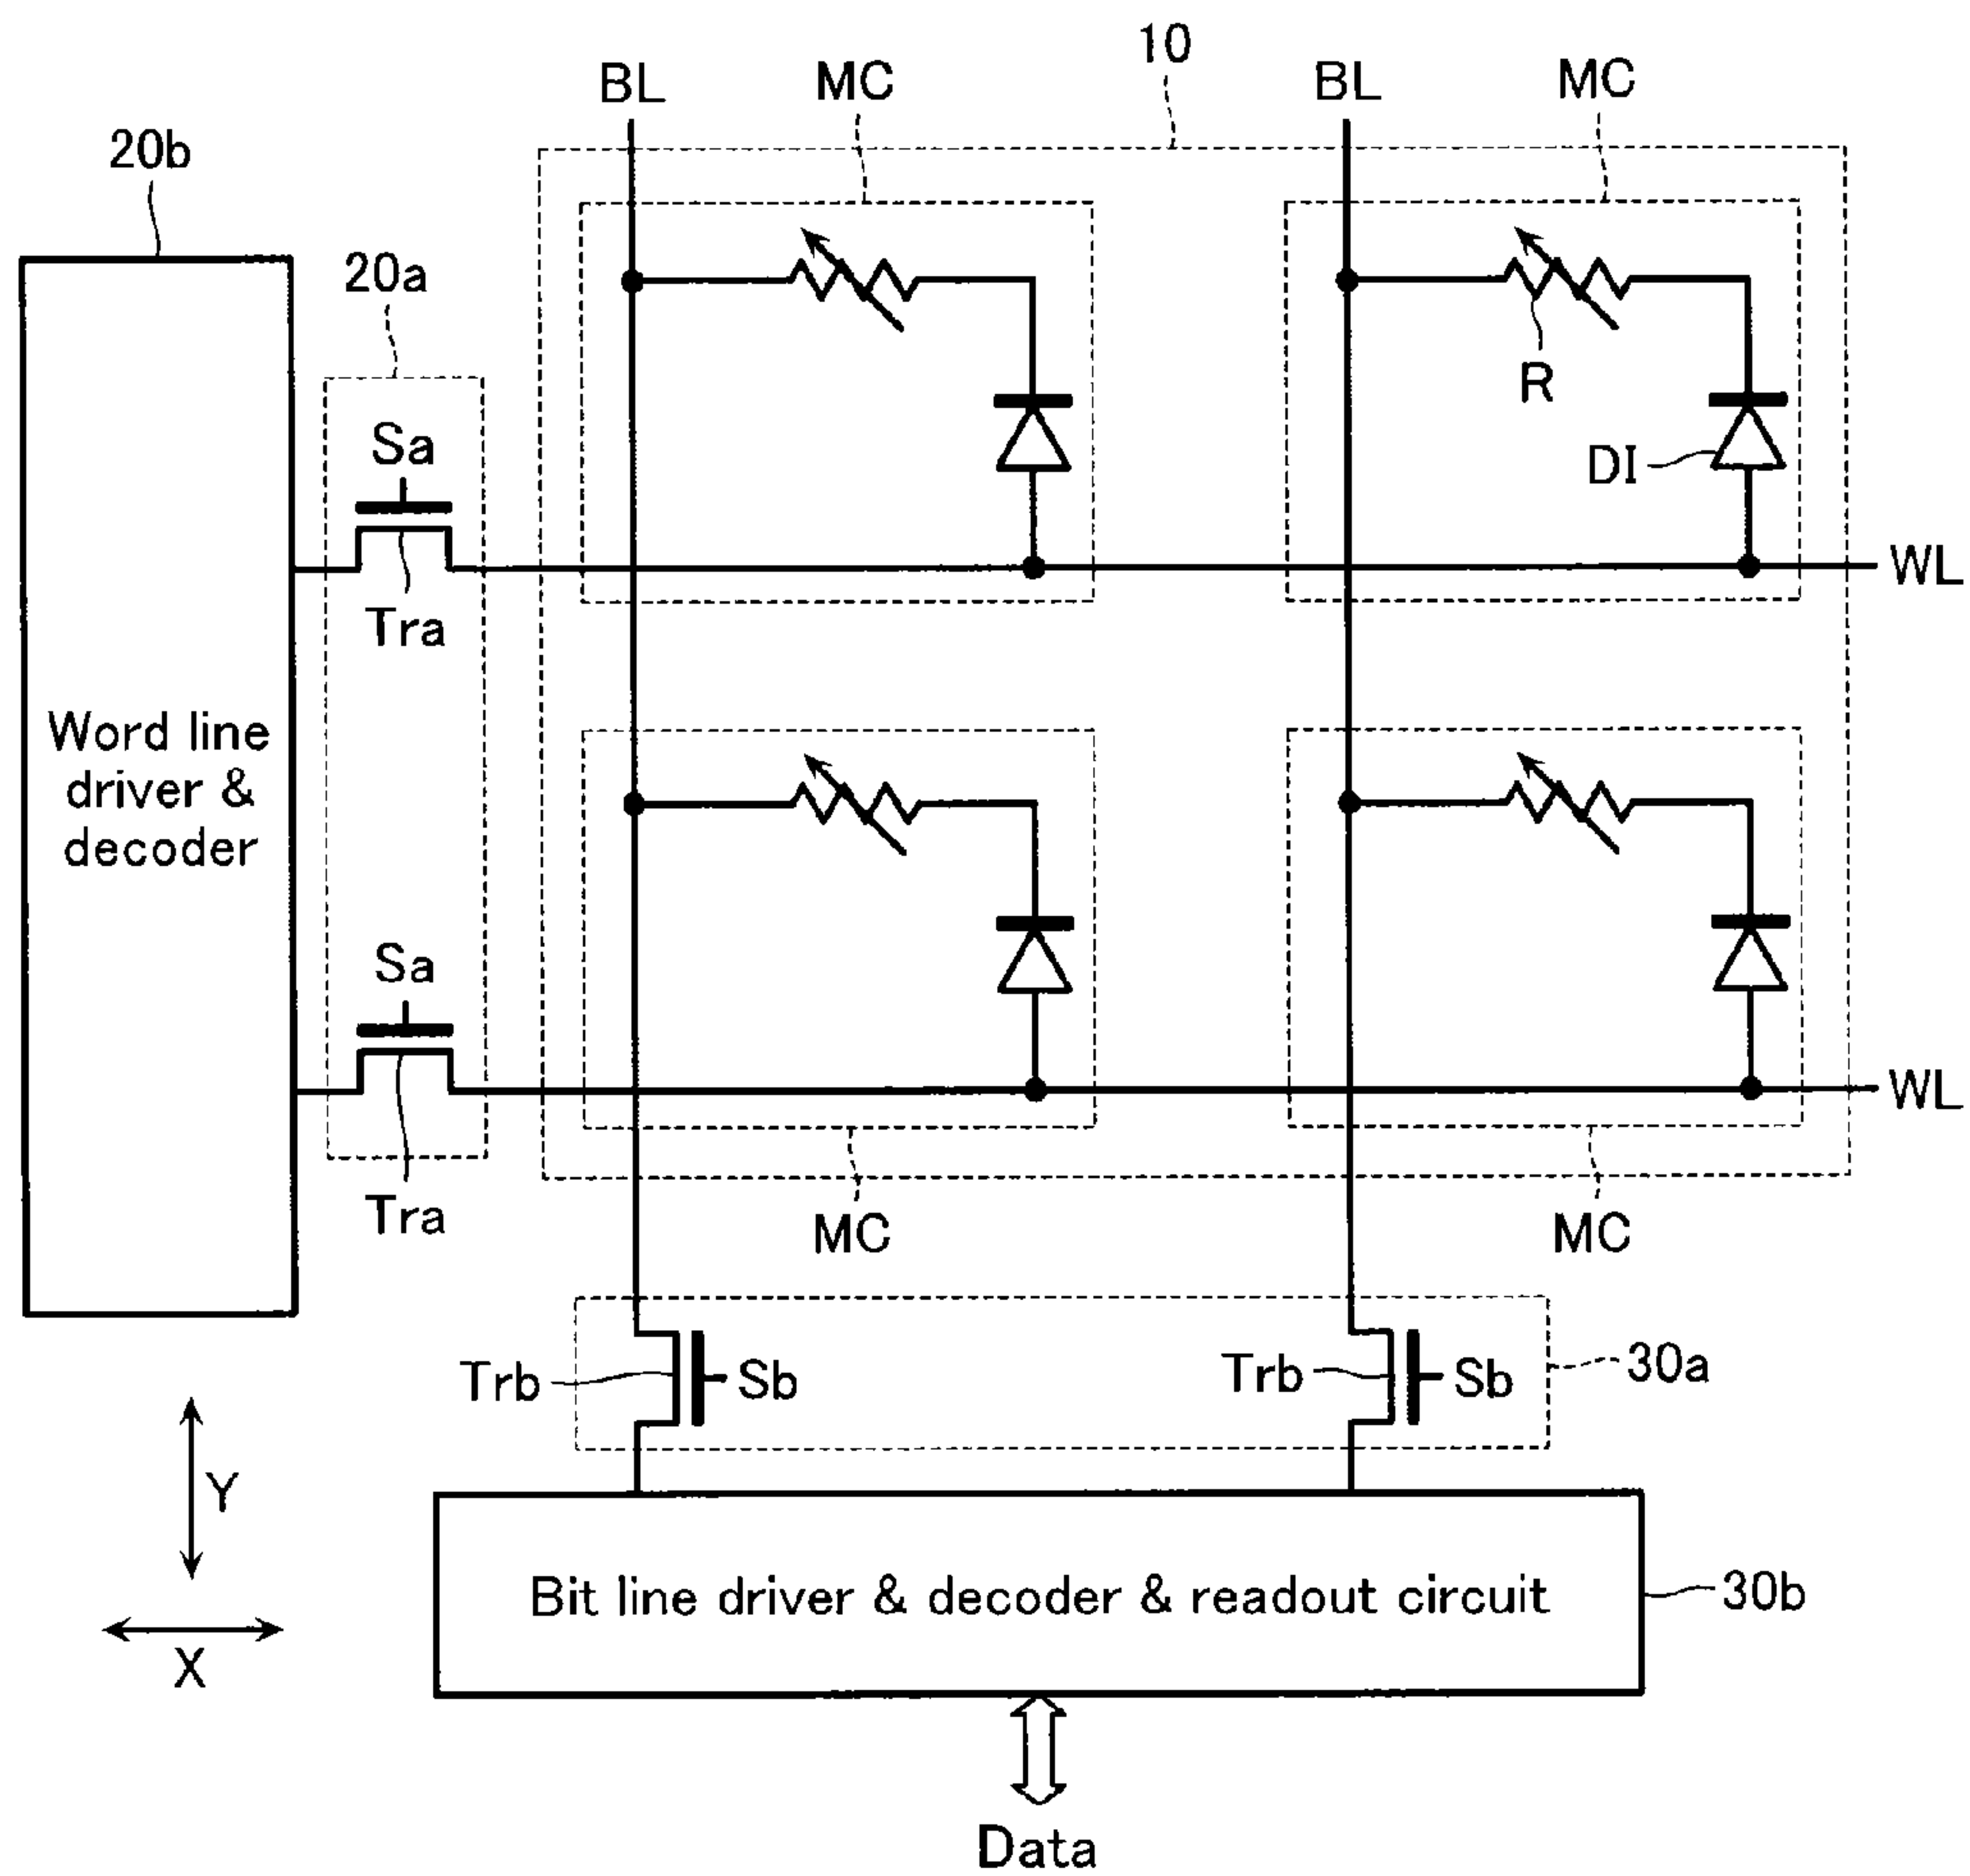 10
BL
MC
BL
MC
20b
20a
R
Sa
DI
WL
Tra
Word line
driver &
decoder
Sa
WL
Tra
MC
MC
Trb
Sb
Trb
Sb
30a
Y
Bit line driver & decoder & readout circuit
30b
X
Data